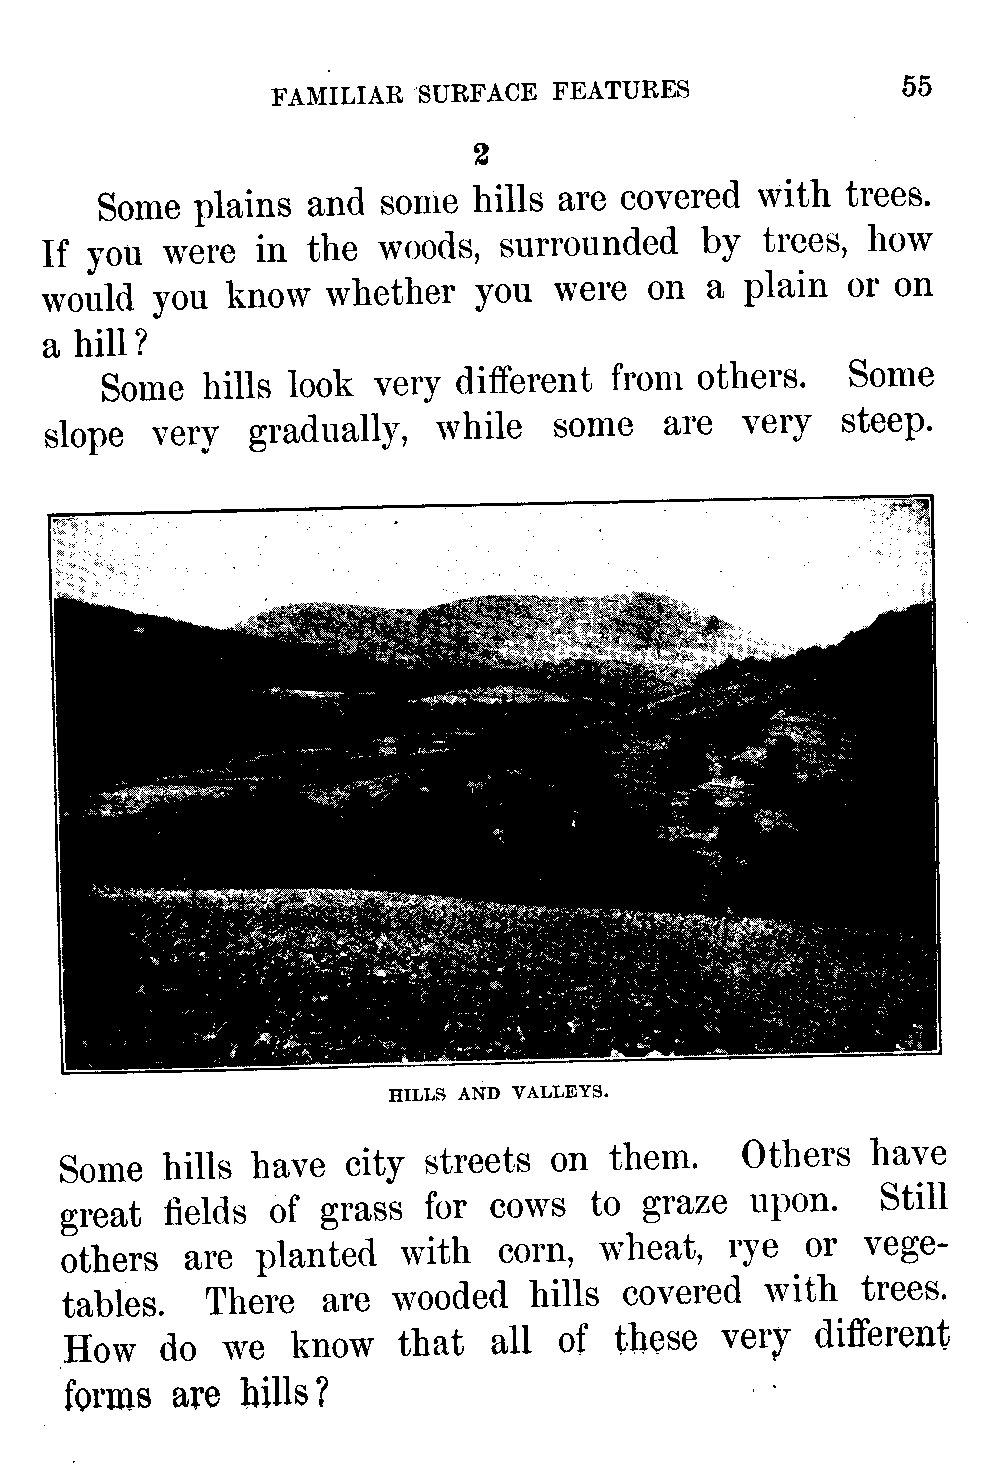 FAMILIAR SURFACE FEATURES 55
2
Some plains and some hills are covered with trees.
If you were in the woods, surrounded by trees, how
would you know whether you were on a plain or on
a hill?
Some hills look very different from others. Some
slope very gradually, while some are very steep.
HILLS AND VALLEYS.
Some hills have city streets on them. Others have
great fields of grass for cows to graze upon. Still
others are planted with corn, wheat, rye or vege-
tables. There are wooded hills covered with trees.
How do we know that all of these very different
forms are hills?